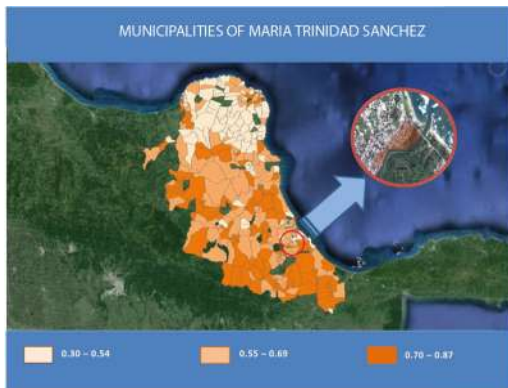 MUNICIPALITIES OF MARIA TRINIDAD SANCHEZ
0.30 – 0.54
0.55 – 0.69
0.70 – 0.87